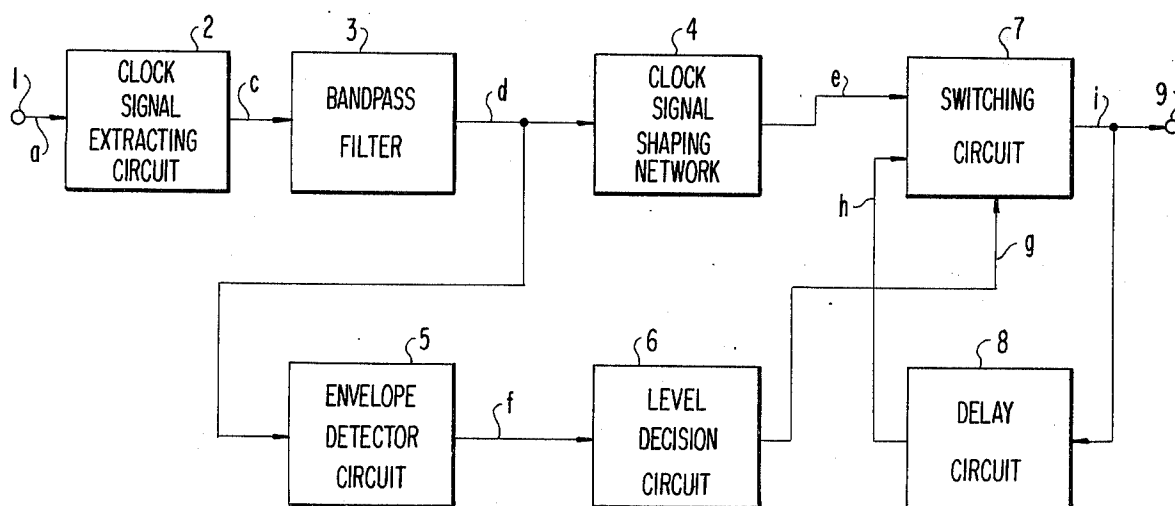 1
a
2
CLOCK
SIGNAL
EXTRACTING
CIRCUIT
c
3
BANDPASS
FILTER
d
4
CLOCK
SIGNAL
SHAPING
NETWORK
e
7
SWITCHING
CIRCUIT
i
9
h
g
5
ENVELOPE
DETECTOR
CIRCUIT
f
6
LEVEL
DECISION
CIRCUIT
8
DELAY
CIRCUIT